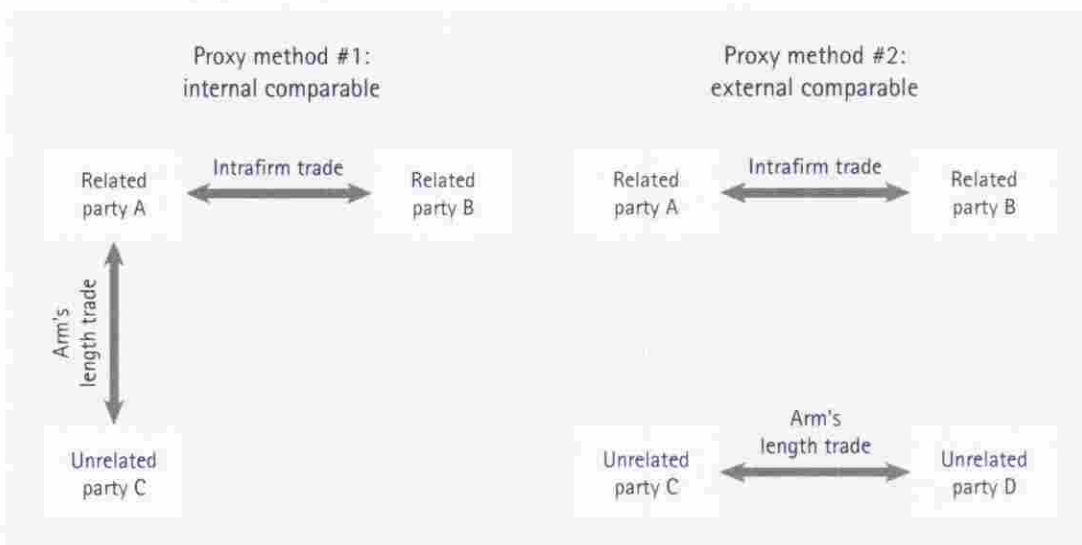 Proxy method #1:
internal comparable
Related
party A
Intrafirm trade
Related
party B
Arm's
length trade
Unrelated
party C
Proxy method #2:
external comparable
Related
party A
Intrafirm trade
Related
party B
Unrelated
party C
Arm's
length trade
Unrelated
party D